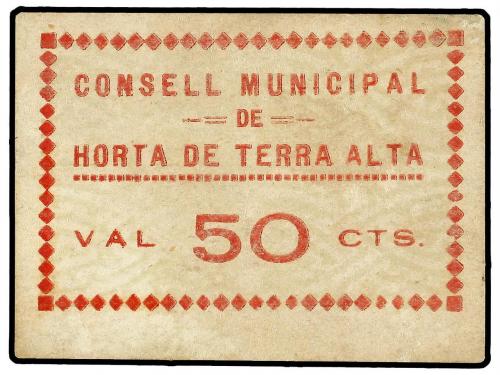 CONSELL MUNICIPAL
DE
HORTA DE TERRA ALTA
VAL 50 CTS.